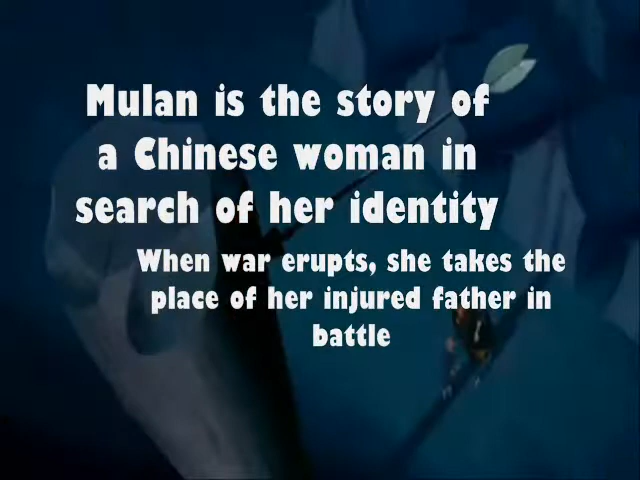 Mulan is the story of
a Chinese woman in
search of her identity
When war erupts, she takes the
place of her injured father in
battle